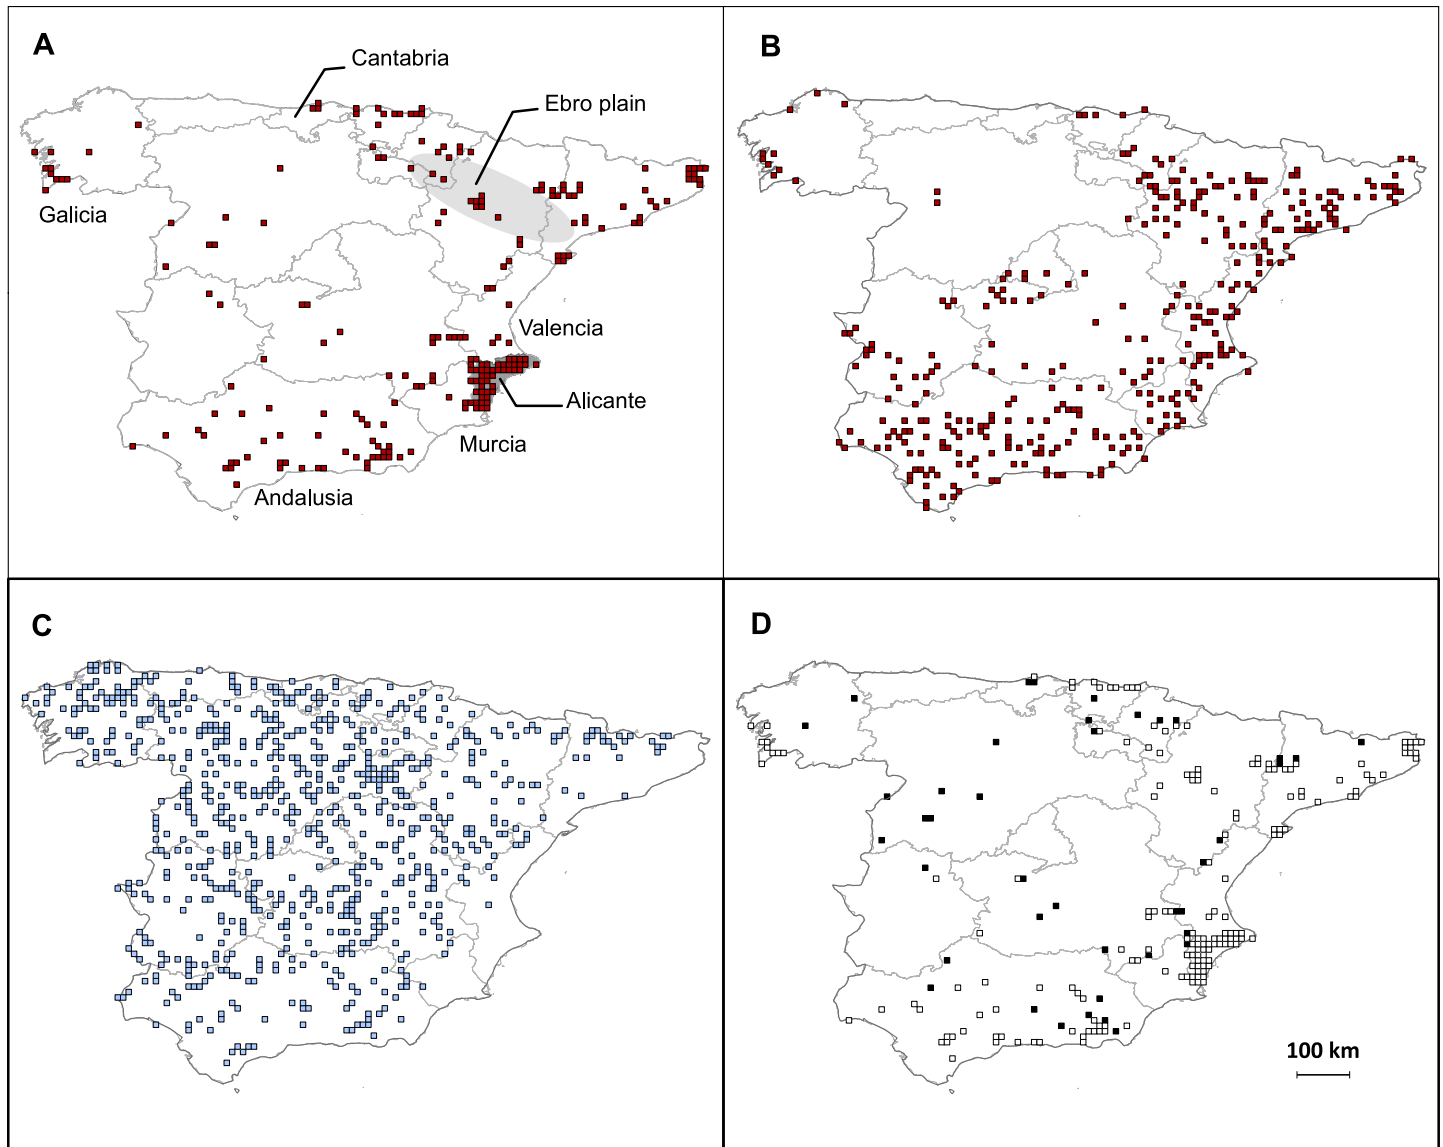 A
Cantabria
Ebro plain
Galicia
Valencia
Alicante
Murcia
Andalusia
B
C
D
100 km